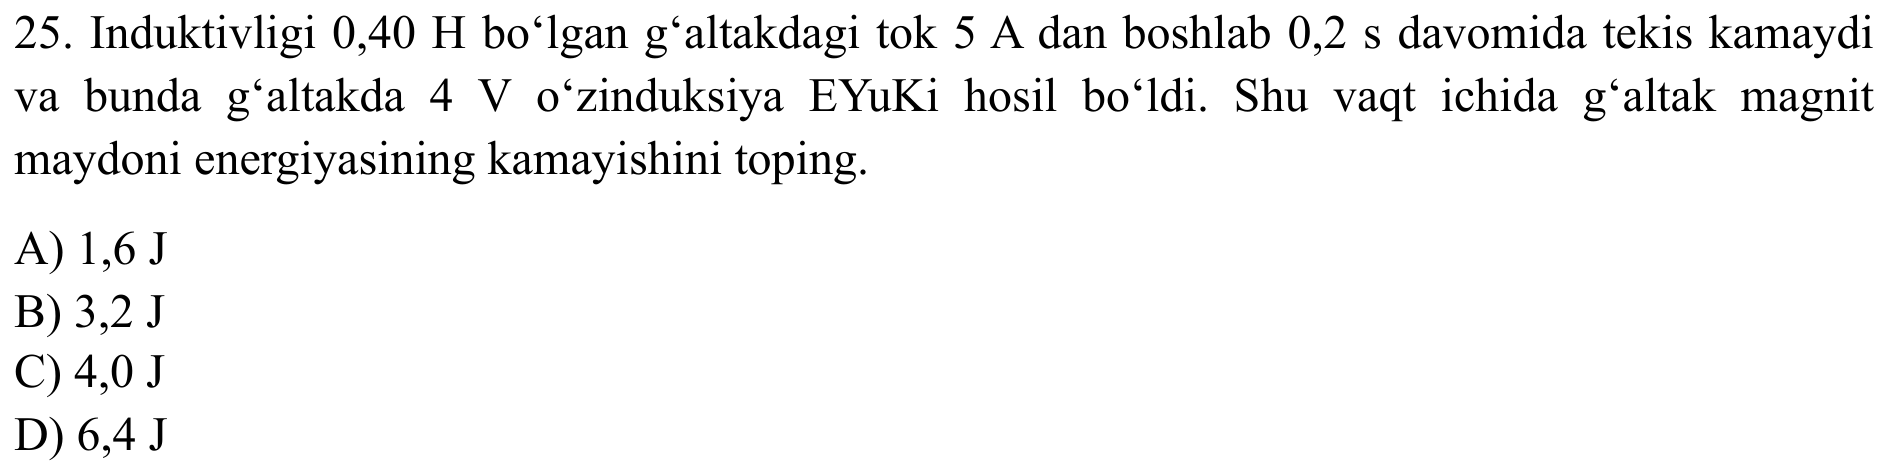 25. Induktivligi 0,40 H bo‘lgan g‘altakdagi tok 5 A dan boshlab 0,2 s davomida tekis kamaydi
va bunda g‘altakda 4 V o‘zinduksiya EYuKi hosil bo‘ldi. Shu vaqt ichida g‘altak magnit
maydoni energiyasining kamayishini toping.
A) 1,6 J
B) 3,2 J
C) 4,0 J
D) 6,4 J